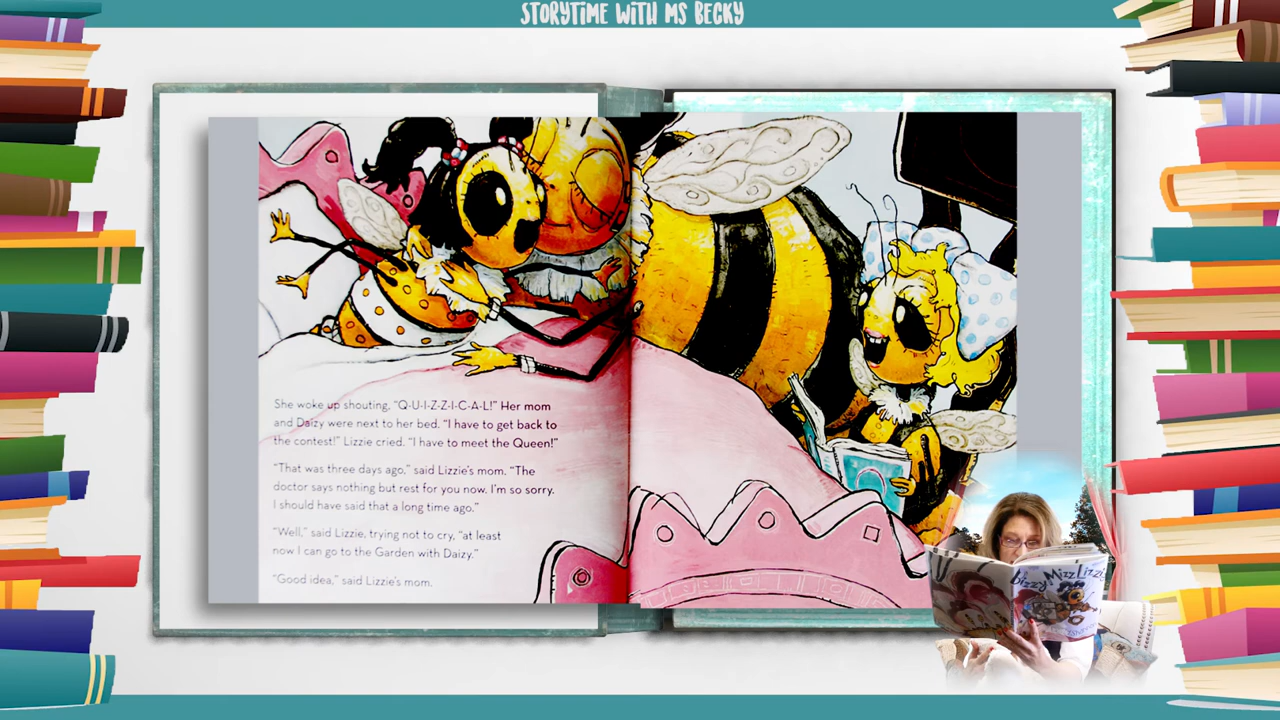 STORYTIME WITH MS BECKY
She woke up shouting, "Q-U-I-Z-Z-I-C-A-L!" Her mom
and Daizy were next to her bed. "I have to get back to
the contest!" Lizzie cried. "I have to meet the Queen!"
"That was three days ago," said Lizzie's mom. "The
doctor says nothing but rest for you now. I'm so sorry.
I should have said that a long time ago."
"Well," said Lizzie, trying not to cry, "at least
now I can go to the Garden with Daizy."
"Good idea," said Lizzie's mom.
Bizzy Mizz Lizzie